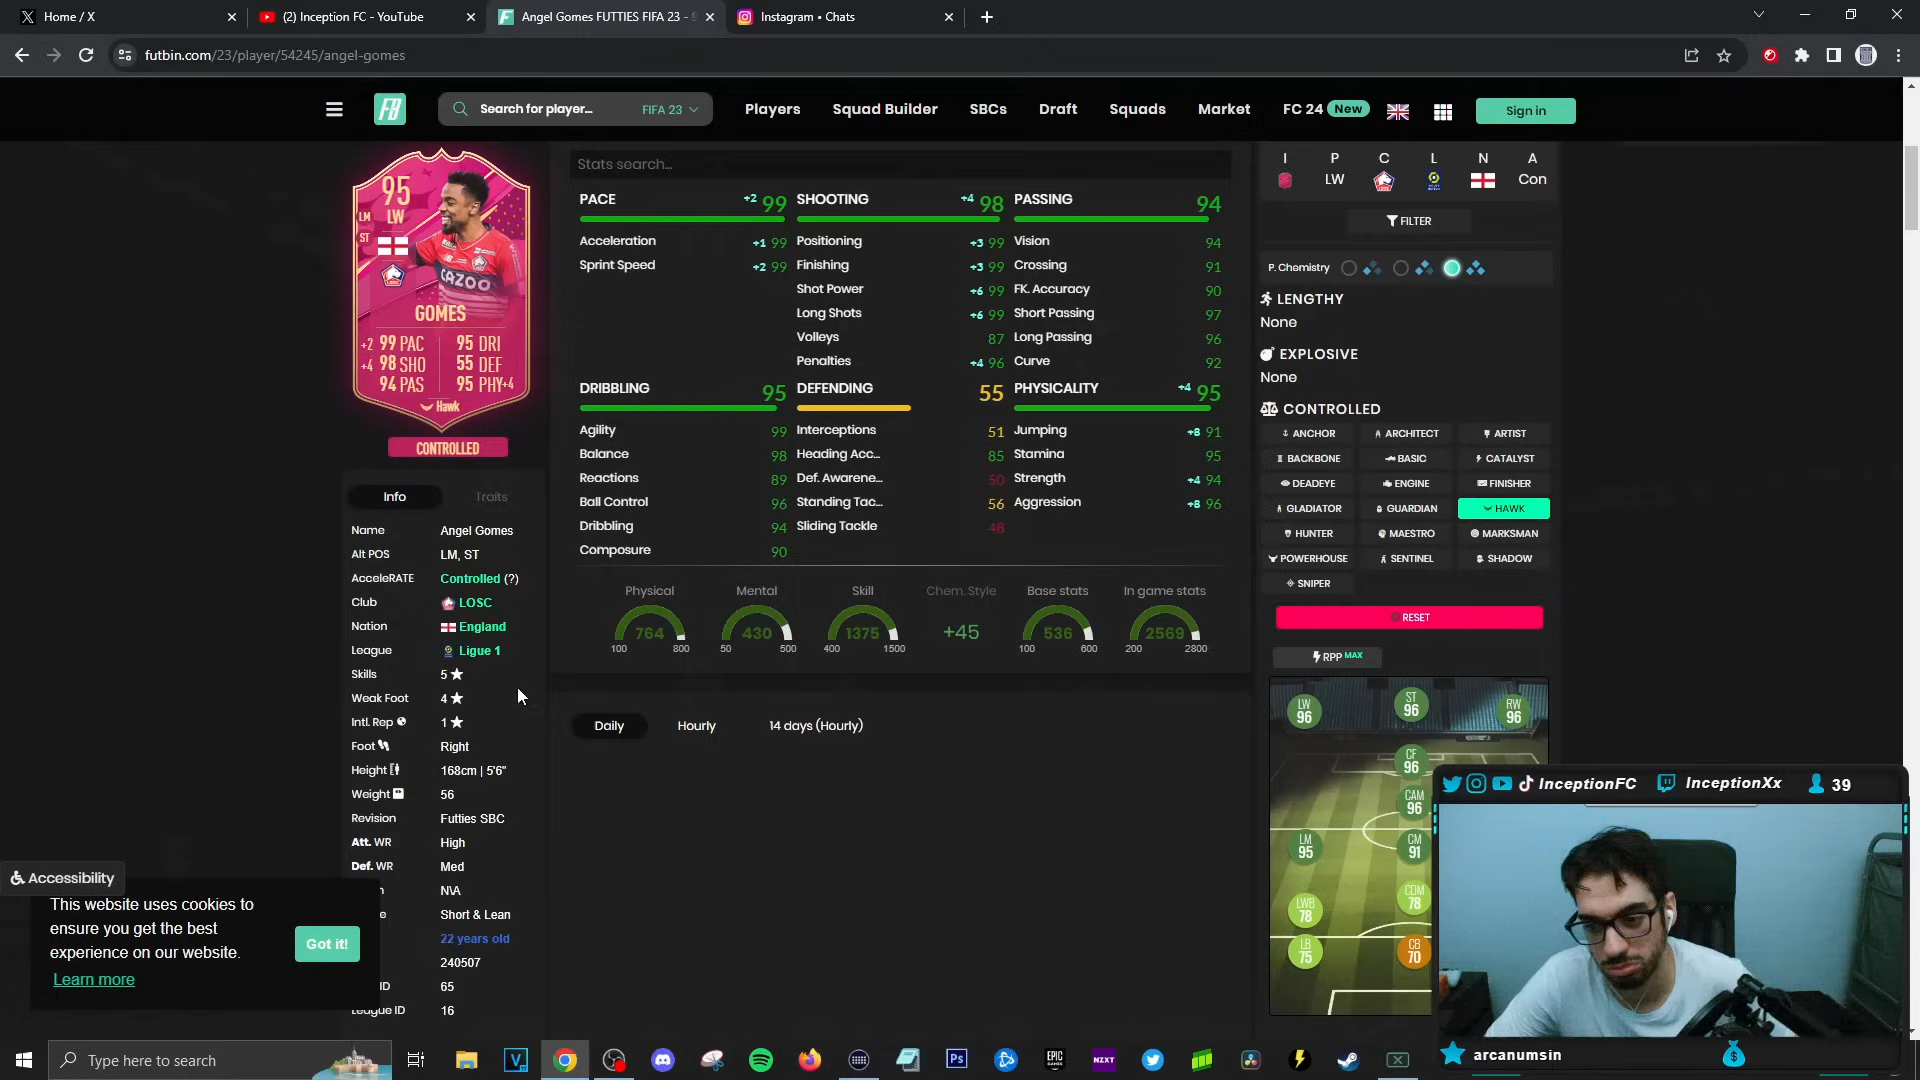 Home / X
(2) Inception FC - YouTube
Angel Gomes FUTTIES FIFA 23 - 9
Instagram • Chats
futbin.com/23/player/54245/angel-gomes
FB
Search for player...
FIFA 23
Players
Squad Builder
SBCs
Draft
Squads
Market
FC 24 New
Sign in
95
LW
LM
ST
CAZOO
GOMES
+2 99 PAC 95 DRI
+4 98 SHO 55 DEF
94 PAS 95 PHY+4
Hawk
CONTROLLED
Info
Traits
Name Angel Gomes
Alt POS LM, ST
AcceleRATE Controlled (?)
Club LOSC
Nation England
League Ligue 1
Skills 5 ★
Weak Foot 4 ★
Intl. Rep 1 ★
Foot Right
Height 168cm | 5'6"
Weight 56
Revision Futties SBC
Att. WR High
Def. WR Med
N\A
Short & Lean
22 years old
240507
ID 65
League ID 16
Stats search...
PACE +2 99
Acceleration +1 99
Sprint Speed +2 99
SHOOTING +4 98
Positioning +3 99
Finishing +3 99
Shot Power +6 99
Long Shots +6 99
Volleys 87
Penalties +4 96
PASSING 94
Vision 94
Crossing 91
FK. Accuracy 90
Short Passing 97
Long Passing 96
Curve 92
DRIBBLING 95
Agility 99
Balance 98
Reactions 89
Ball Control 96
Dribbling 94
Composure 90
DEFENDING 55
Interceptions 51
Heading Acc... 85
Def. Awarene... 50
Standing Tac... 56
Sliding Tackle 48
PHYSICALITY +4 95
Jumping +8 91
Stamina 95
Strength +4 94
Aggression +8 96
Physical
764
100 800
Mental
430
50 500
Skill
1375
400 1500
Chem. Style
+45
Base stats
536
100 600
In game stats
2569
200 2800
Daily
Hourly
14 days (Hourly)
I P C L N A
LW Con
FILTER
P. Chemistry
LENGTHY
None
EXPLOSIVE
None
CONTROLLED
ANCHOR ARCHITECT ARTIST
BACKBONE BASIC CATALYST
DEADEYE ENGINE FINISHER
GLADIATOR GUARDIAN HAWK
HUNTER MAESTRO MARKSMAN
POWERHOUSE SENTINEL SHADOW
SNIPER
RESET
RPP MAX
LW 96
ST 96
RW 96
CF 96
CAM 96
LM 95
CM 91
LWB 78
CDM 78
LB 75
CB 70
InceptionFC
InceptionXx
39
arcanumsin
Accessibility
This website uses cookies to
ensure you get the best
experience on our website.
Learn more
Got it!
Type here to search
V
Ps
EPIC GAMES
NZXT